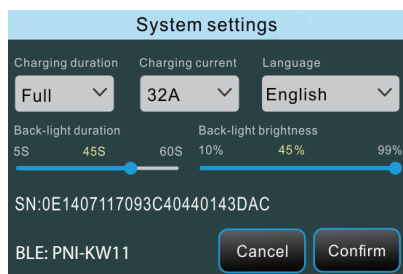 System settings
Charging duration Charging current Language
Full 32A English
Back-light duration Back-light brightness
5S 45S 60S 10% 45% 99%
SN:0E1407117093C40440143DAC
BLE: PNI-KW11 Cancel Confirm